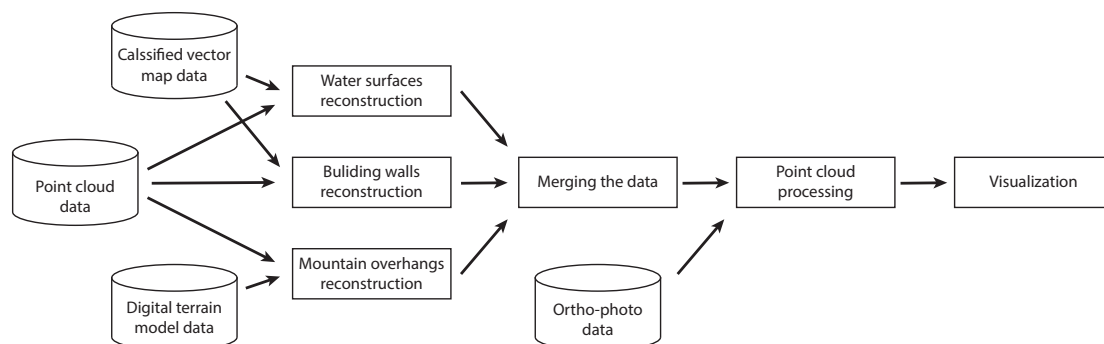 Calssified vector
map data
Water surfaces
reconstruction
Point cloud
data
Buliding walls
reconstruction
Merging the data
Point cloud
processing
Visualization
Mountain overhangs
reconstruction
Digital terrain
model data
Ortho-photo
data